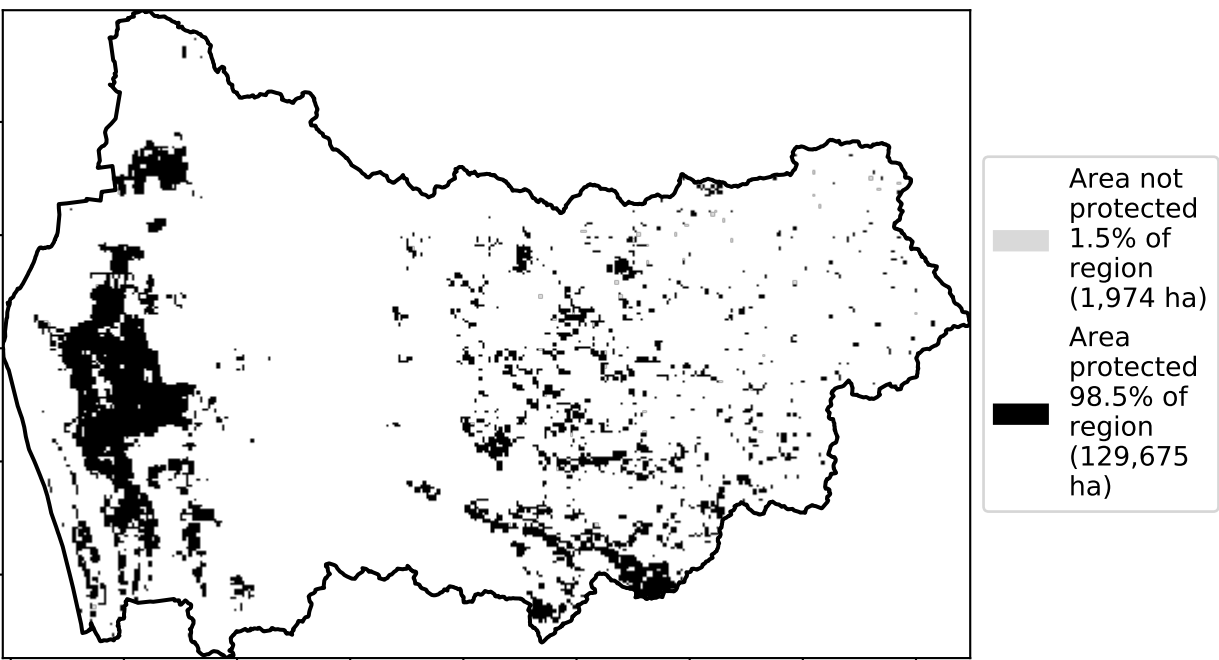 Area not
protected
1.5% of
region
(1,974 ha)
Area
protected
98.5% of
region
(129,675
ha)